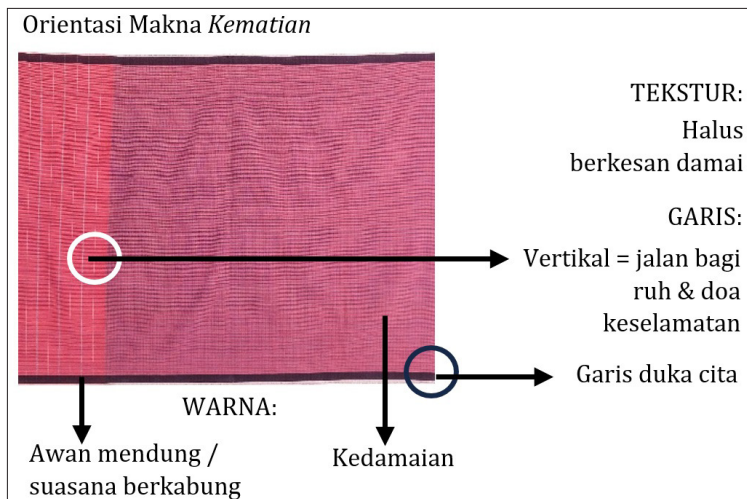 Orientasi Makna Kematian
TEKSTUR:
Halus
berkesan damai
GARIS:
Vertikal = jalan bagi
ruh & doa
keselamatan
Garis duka cita
WARNA:
Awan mendung /
suasana berkabung
Kedamaian